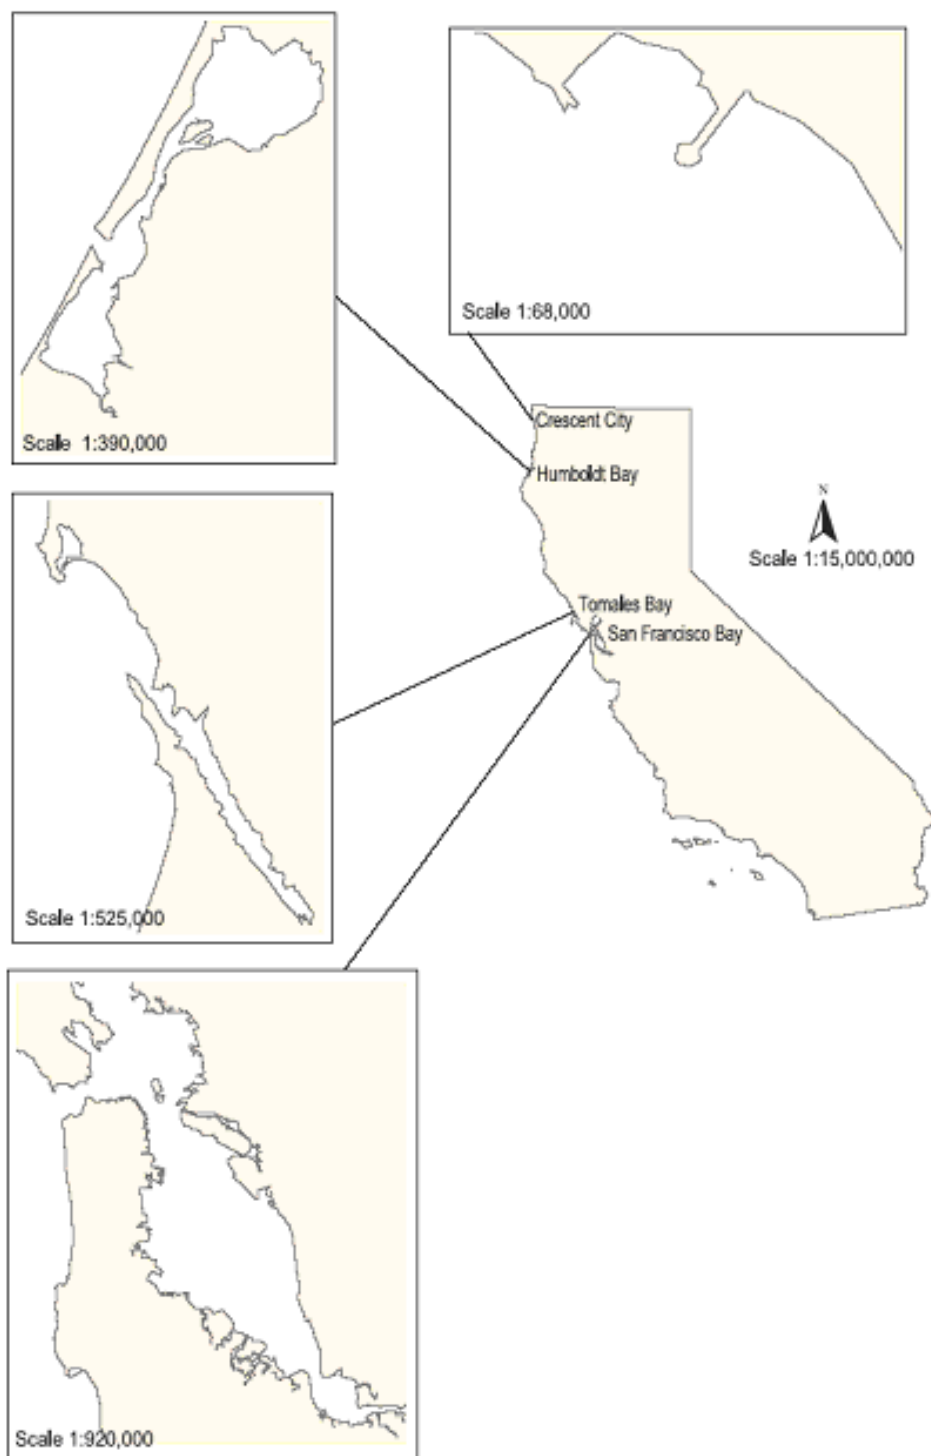 Scale 1:390,000
Scale 1:68,000
Crescent City
Humboldt Bay
N
Scale 1:15,000,000
Tomales Bay
San Francisco Bay
Scale 1:525,000
Scale 1:920,000